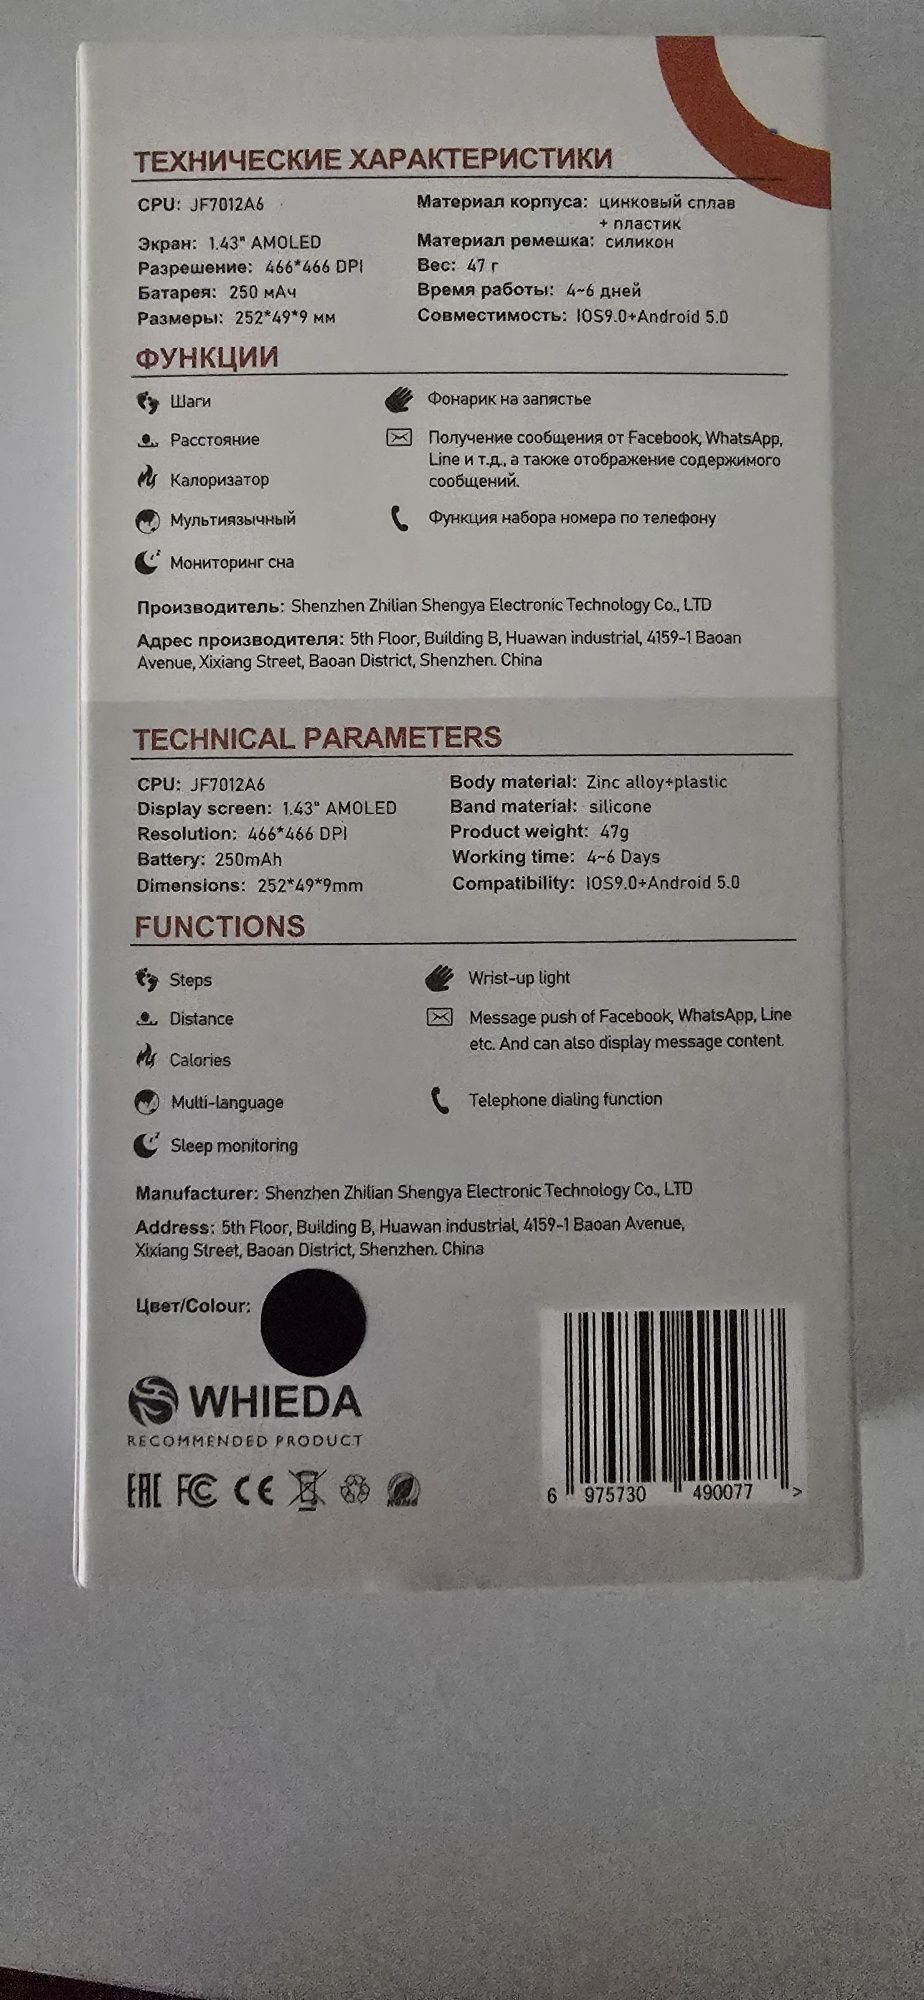 ТЕХНИЧЕСКИЕ ХАРАКТЕРИСТИКИ
CPU: JF7012A6
Экран: 1.43" AMOLED
Разрешение: 466*466 DPI
Батарея: 250 мАч
Размеры: 252*49*9 мм
Материал корпуса: цинковый сплав
+ пластик
Материал ремешка: силикон
Вес: 47 г
Время работы: 4~6 дней
Совместимость: IOS9.0+Android 5.0
ФУНКЦИИ
Шаги
Расстояние
Калоризатор
Мультиязычный
Мониторинг сна
Фонарик на запястье
Получение сообщения от Facebook, WhatsApp,
Line и т.д., а также отображение содержимого
сообщений.
Функция набора номера по телефону
Производитель: Shenzhen Zhilian Shengya Electronic Technology Co., LTD
Адрес производителя: 5th Floor, Building B, Huawan industrial, 4159-1 Baoan
Avenue, Xixiang Street, Baoan District, Shenzhen. China
TECHNICAL PARAMETERS
CPU: JF7012A6
Display screen: 1.43" AMOLED
Resolution: 466*466 DPI
Battery: 250mAh
Dimensions: 252*49*9mm
Body material: Zinc alloy+plastic
Band material: silicone
Product weight: 47g
Working time: 4~6 Days
Compatibility: IOS9.0+Android 5.0
FUNCTIONS
Steps
Distance
Calories
Multi-language
Sleep monitoring
Wrist-up light
Message push of Facebook, WhatsApp, Line
etc. And can also display message content.
Telephone dialing function
Manufacturer: Shenzhen Zhilian Shengya Electronic Technology Co., LTD
Address: 5th Floor, Building B, Huawan industrial, 4159-1 Baoan Avenue,
Xixiang Street, Baoan District, Shenzhen. China
Цвет/Colour:
WHIEDA
RECOMMENDED PRODUCT
EAC FC CE
6 975730 490077 >